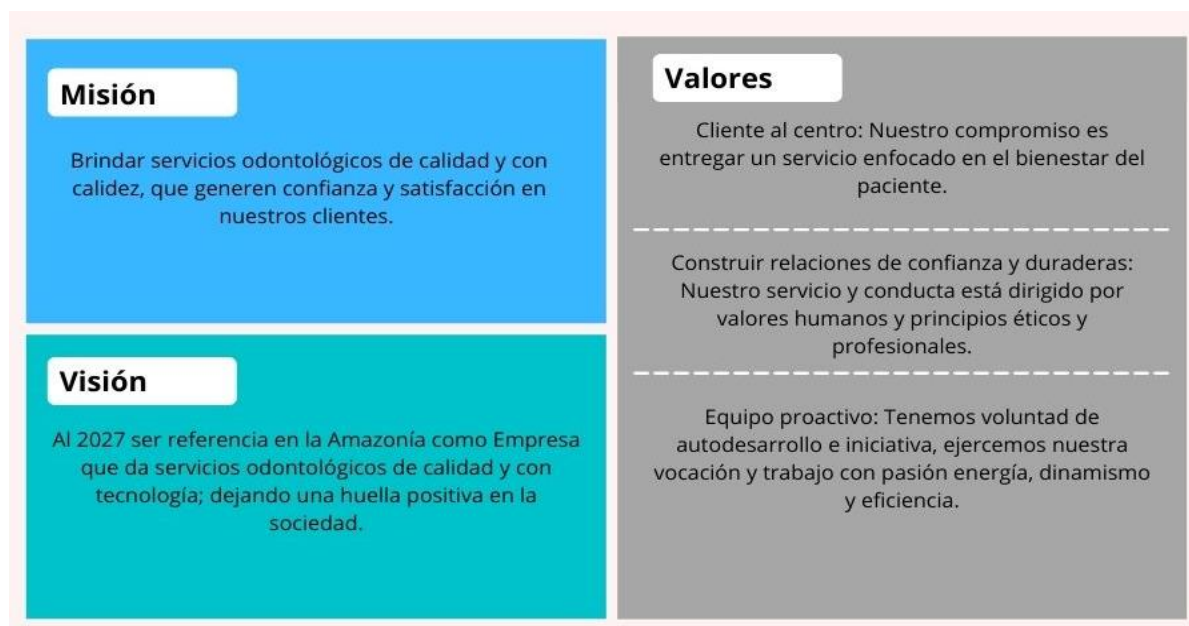 Misión
Brindar servicios odontológicos de calidad y con
calidez, que generen confianza y satisfacción en
nuestros clientes.
Visión
Al 2027 ser referencia en la Amazonía como Empresa
que da servicios odontológicos de calidad y con
tecnología; dejando una huella positiva en la
sociedad.
Valores
Cliente al centro: Nuestro compromiso es
entregar un servicio enfocado en el bienestar del
paciente.
Construir relaciones de confianza y duraderas:
Nuestro servicio y conducta está dirigido por
valores humanos y principios éticos y
profesionales.
Equipo proactivo: Tenemos voluntad de
autodesarrollo e iniciativa, ejercemos nuestra
vocación y trabajo con pasión energía, dinamismo
y eficiencia.